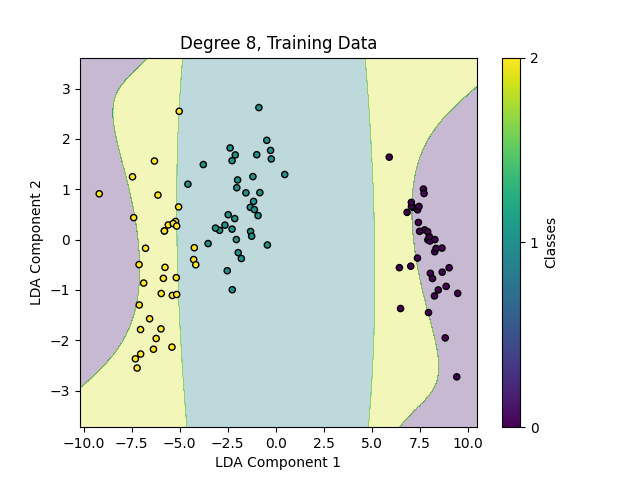 Degree 8, Training Data
3
2
1
0
−1
−2
−3
LDA Component 2
−10.0 −7.5 −5.0 −2.5 0.0 2.5 5.0 7.5 10.0
LDA Component 1
2
1
0
Classes